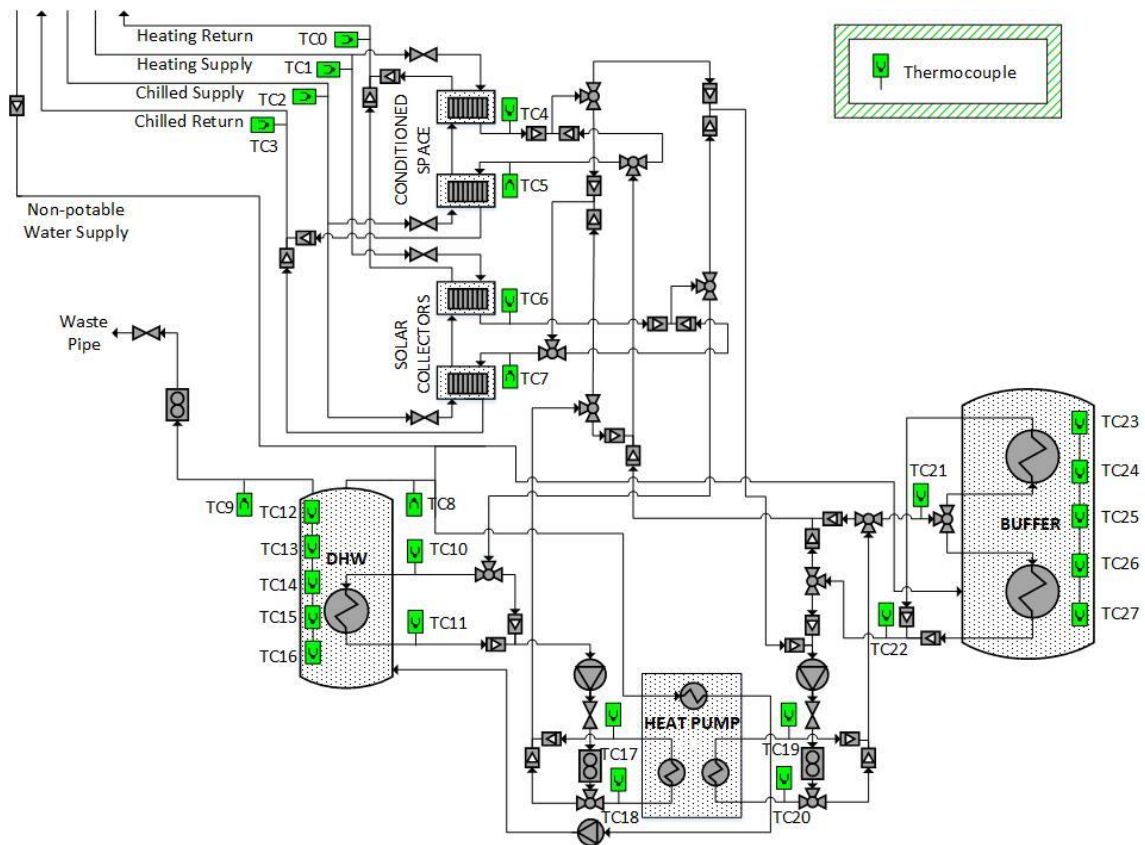 Heating Return
TC0
Heating Supply
TC1
Chilled Supply
TC2
Chilled Return
TC3
Thermocouple
CONDITIONED
SPACE
TC4
TC5
Non-potable
Water Supply
SOLAR
COLLECTORS
TC6
TC7
Waste
Pipe
TC9
TC8
TC12
TC10
DHW
TC13
TC14
TC15
TC11
TC16
TC21
TC23
TC24
BUFFER
TC25
TC26
TC27
TC22
HEAT PUMP
TC17
TC19
TC18
TC20